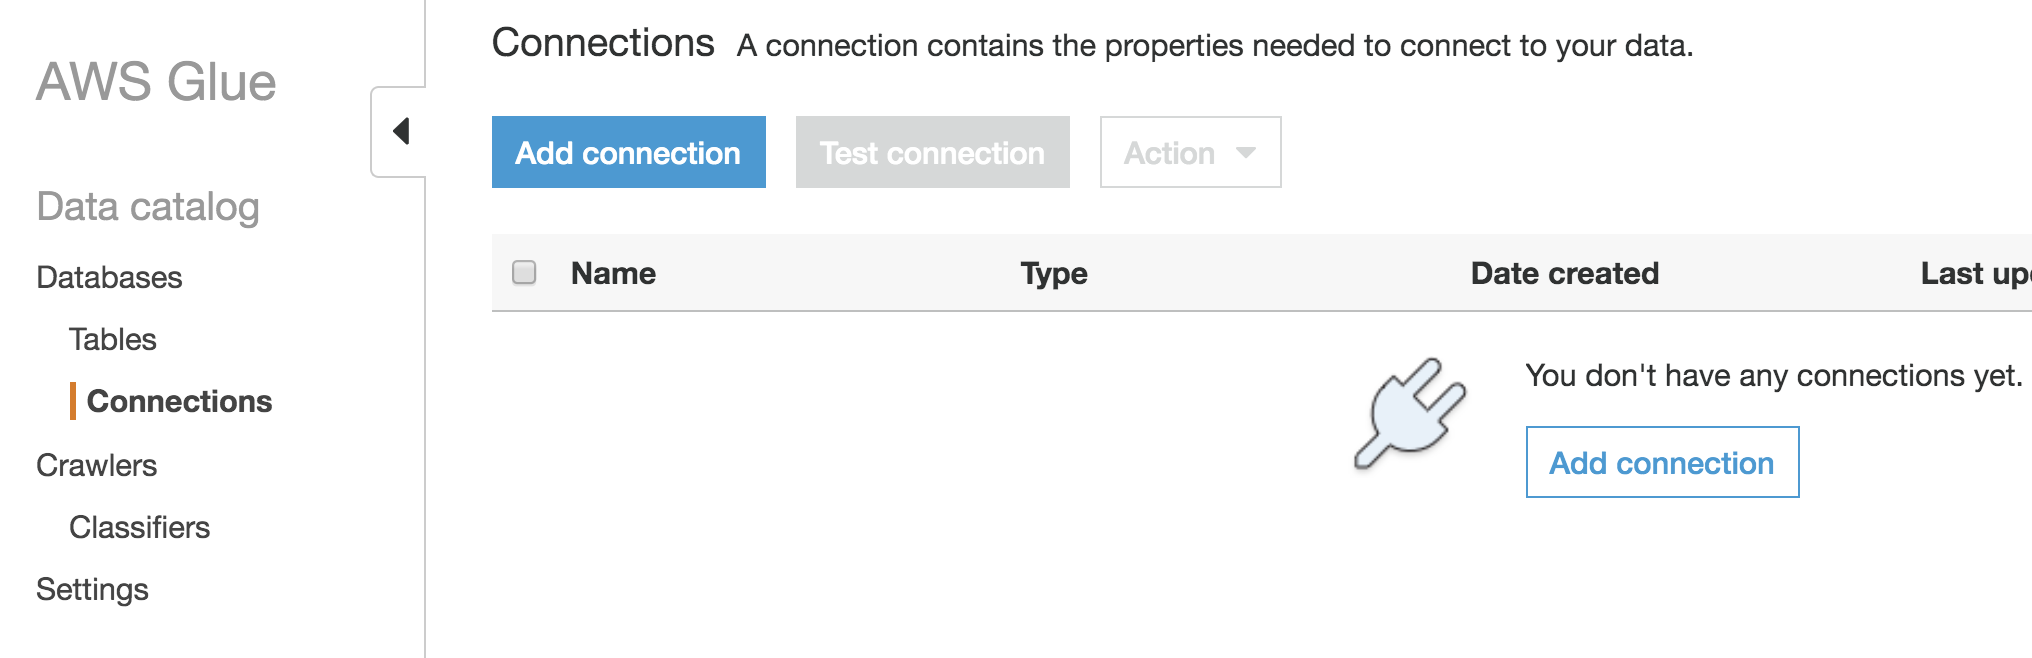 AWS Glue
Data catalog
Databases
Tables
Connections
Crawlers
Classifiers
Settings
Connections A connection contains the properties needed to connect to your data.
Add connection Test connection Action
Name Type Date created Last up
You don't have any connections yet.
Add connection